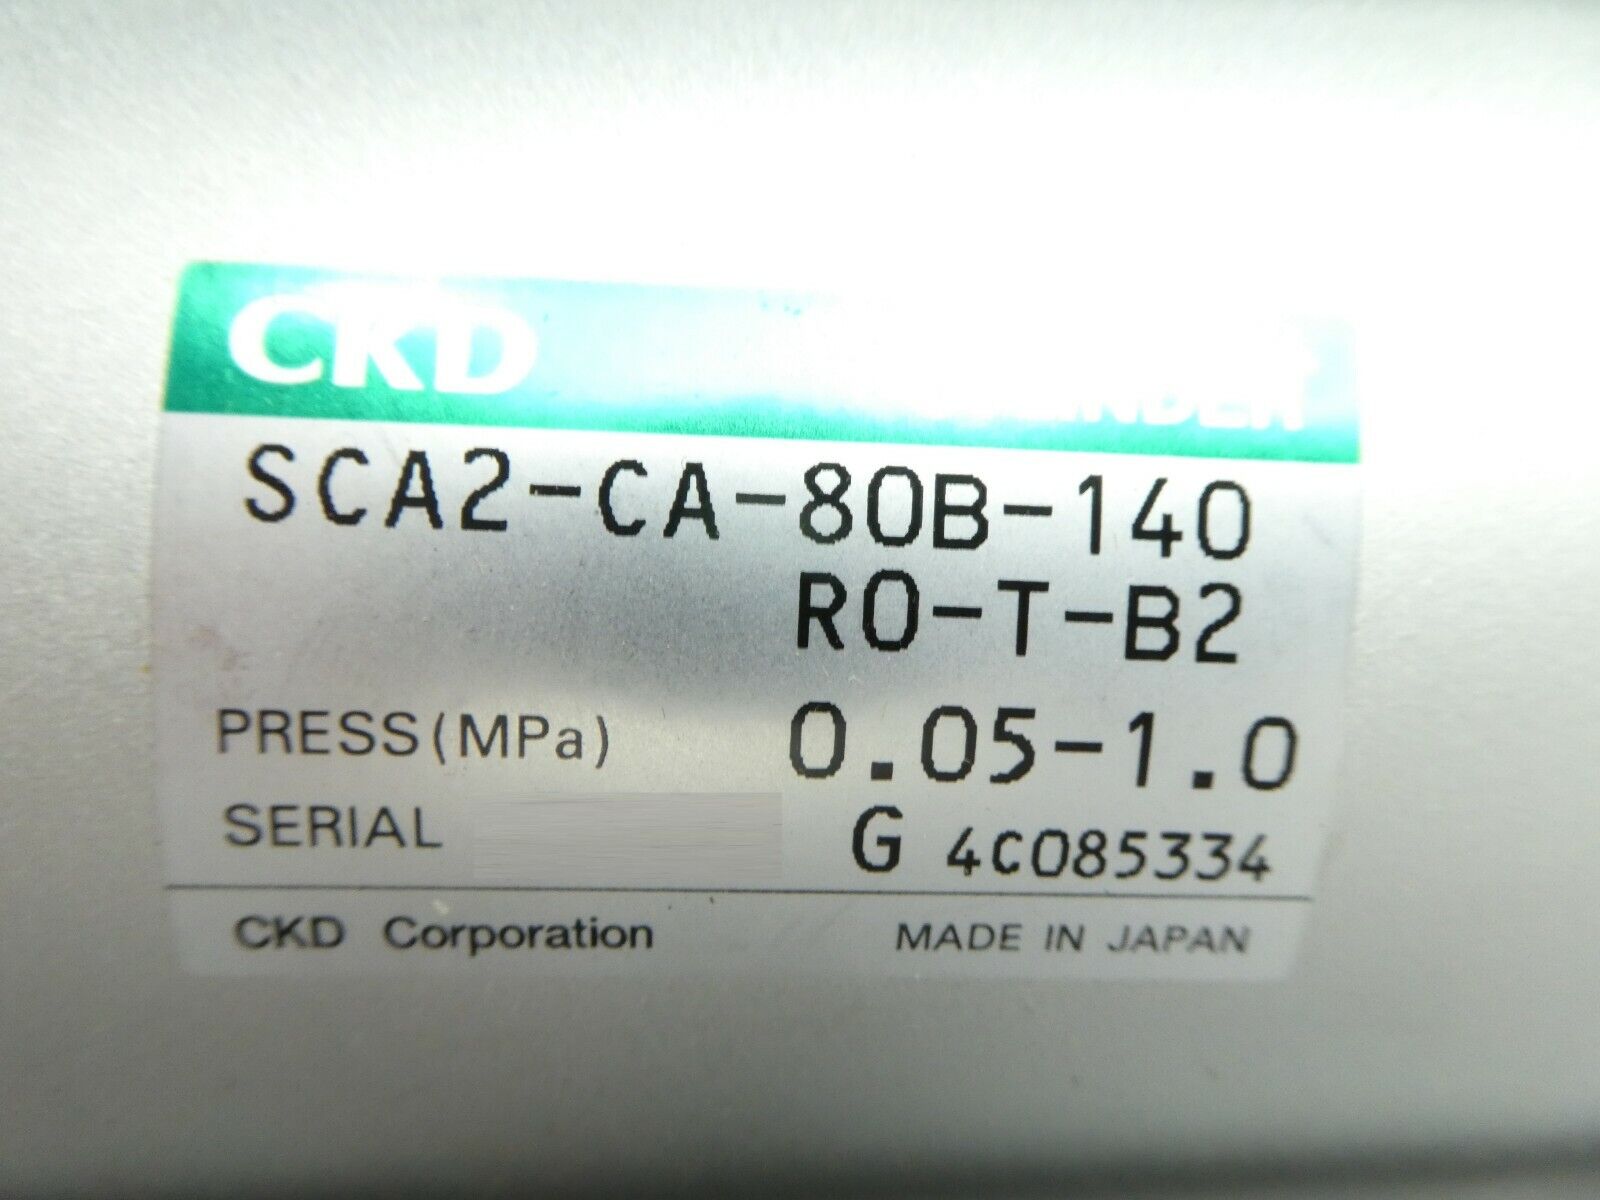 CKD
SCA2-CA-80B-140
R0-T-B2
PRESS(MPa) 0.05-1.0
SERIAL G 4C085334
CKD Corporation MADE IN JAPAN